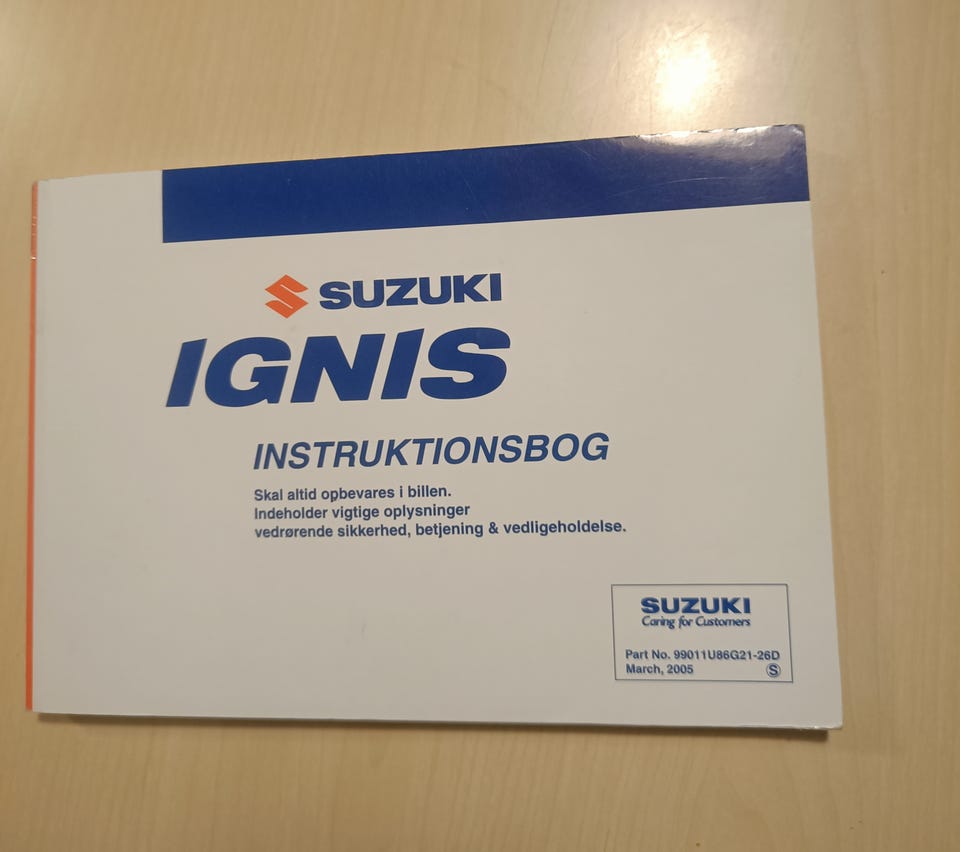 SUZUKI
IGNIS
INSTRUKTIONSBOG
Skal altid opbevares i billen.
Indeholder vigtige oplysninger
vedrørende sikkerhed, betjening & vedligeholdelse.
SUZUKI
Caring for Customers
Part No. 99011U86G21-26D
March, 2005 Ⓢ